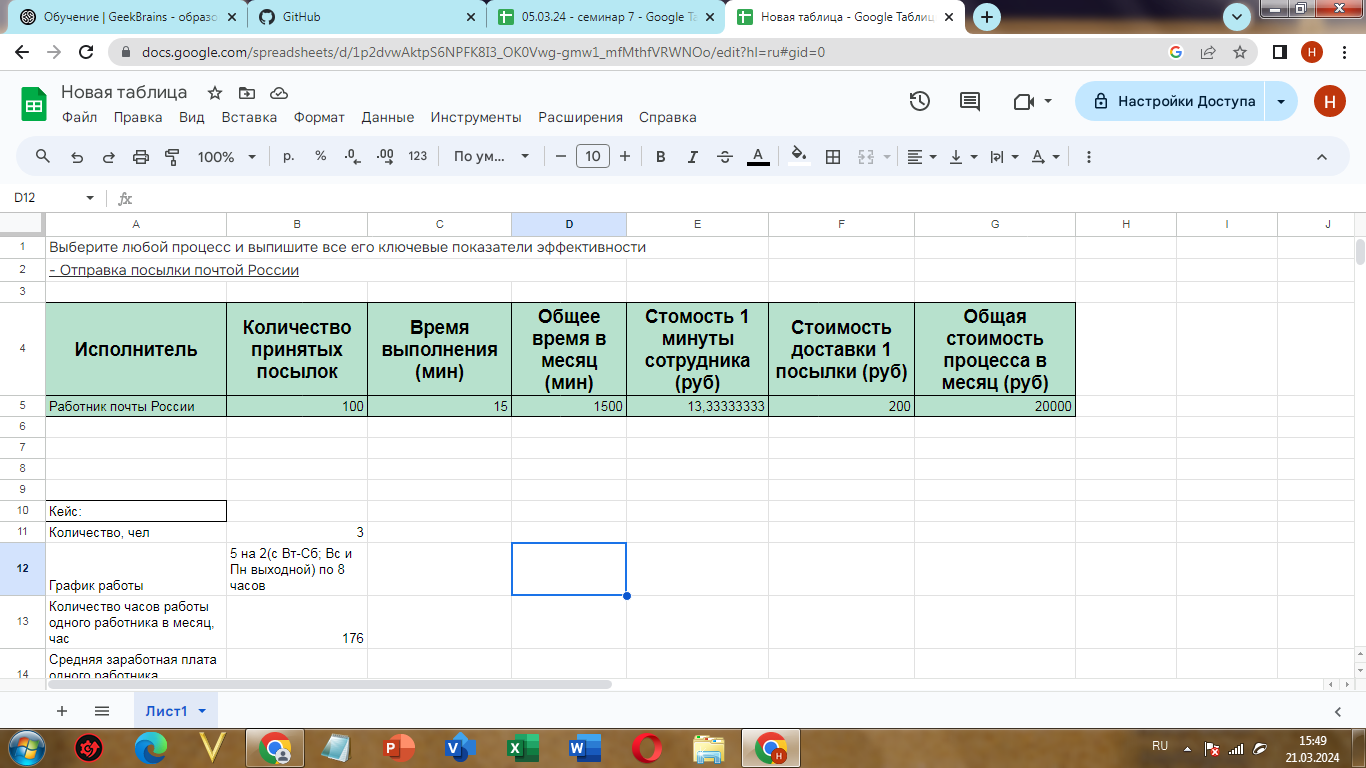 Обучение | GeekBrains - образо
GitHub
05.03.24 - семинар 7 - Google Та
Новая таблица - Google Таблиц
docs.google.com/spreadsheets/d/1p2dvwAktpS6NPFK8I3_OK0Vwg-gmw1_mfMthfVRWNOo/edit?hl=ru#gid=0
Новая таблица
Файл Правка Вид Вставка Формат Данные Инструменты Расширения Справка
Настройки Доступа
Н
100% р. % .0 .00 123 По ум... 10 B I A
D12 fx
A B C D E F G H I J
1 Выберите любой процесс и выпишите все его ключевые показатели эффективности
2 - Отправка посылки почтой России
3
4 Исполнитель Количество принятых посылок Время выполнения (мин) Общее время в месяц (мин) Стомость 1 минуты сотрудника (руб) Стоимость доставки 1 посылки (руб) Общая стоимость процесса в месяц (руб)
5 Работник почты России 100 15 1500 13,33333333 200 20000
6
7
8
9
10 Кейс:
11 Количество, чел 3
12 График работы 5 на 2(с Вт-Сб; Вс и Пн выходной) по 8 часов
13 Количество часов работы одного работника в месяц, час 176
14 Средняя заработная плата одного работника
Лист1
RU 15:49
21.03.2024